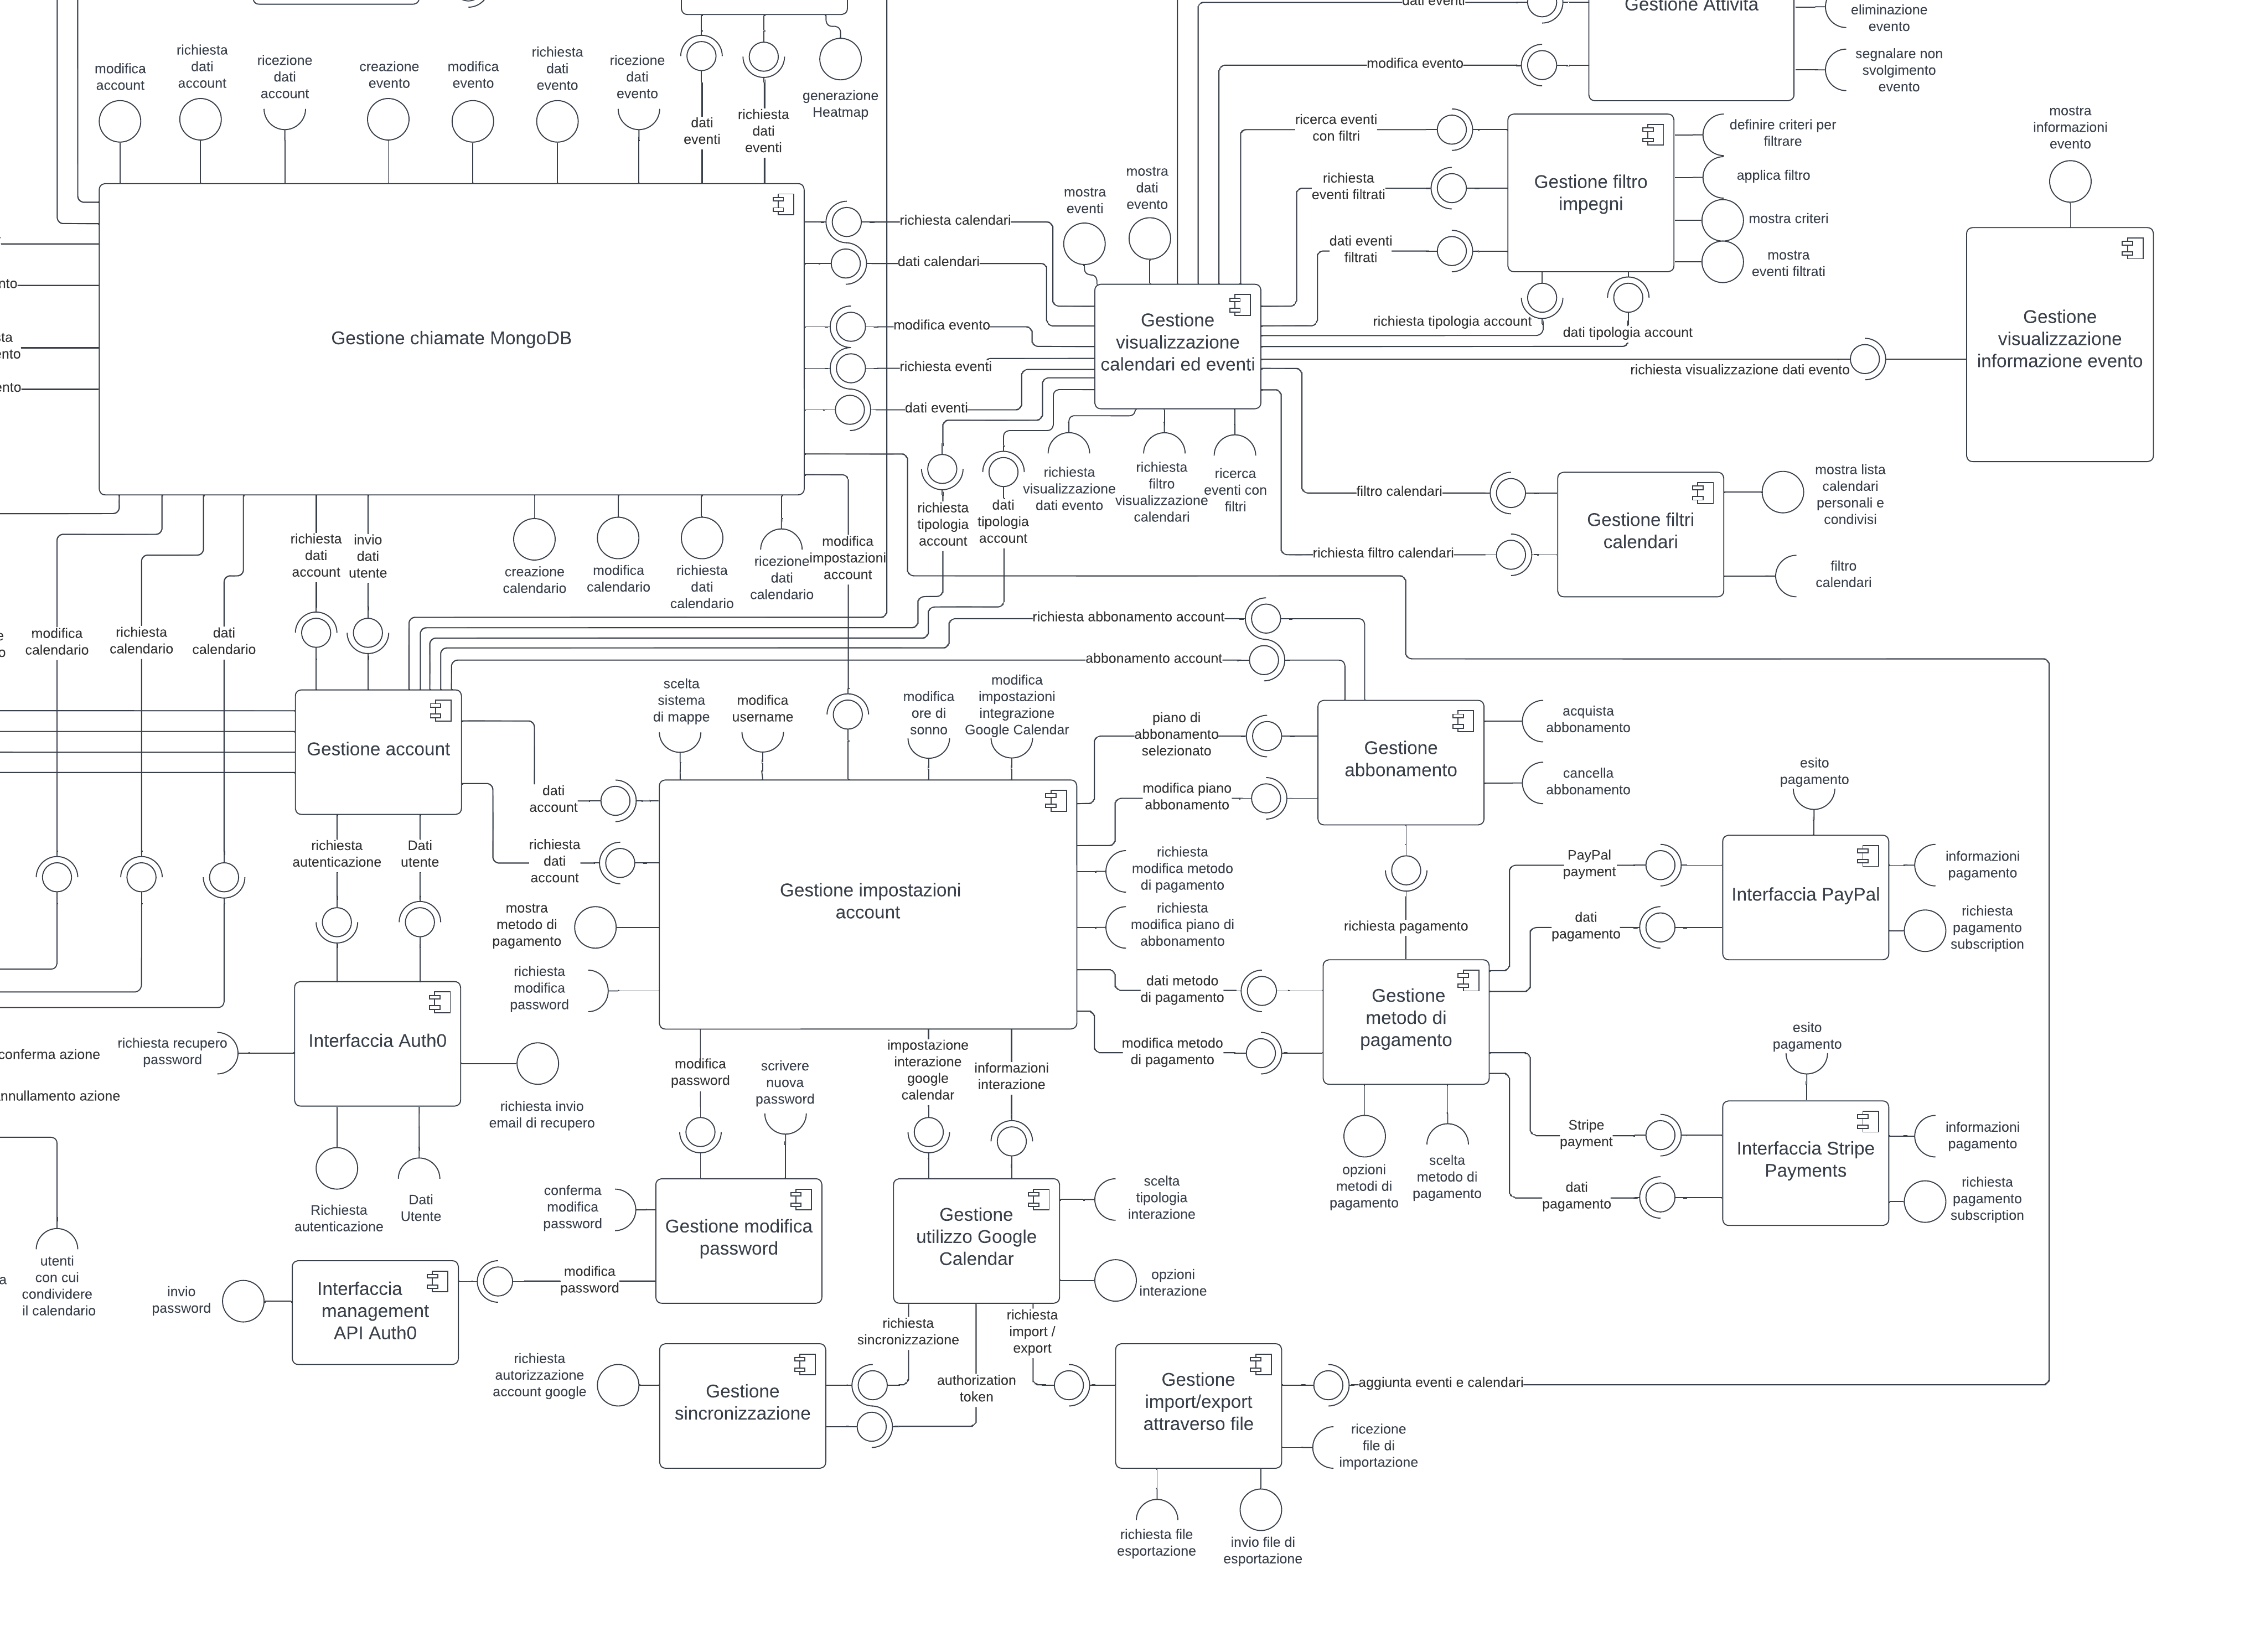 dati eventi
Gestione Attività
eliminazione
evento
modifica evento
segnalare non
svolgimento
evento
modifica
account
richiesta
dati
account
ricezione
dati
account
creazione
evento
modifica
evento
richiesta
dati
evento
ricezione
dati
evento
dati
eventi
richiesta
dati
eventi
generazione
Heatmap
ricerca eventi
con filtri
richiesta
eventi filtrati
dati eventi
filtrati
Gestione filtro
impegni
definire criteri per
filtrare
applica filtro
mostra criteri
mostra
eventi filtrati
mostra
informazioni
evento
mostra
eventi
mostra
dati
evento
richiesta calendari
dati calendari
modifica evento
richiesta eventi
dati eventi
nto
sta
ento
ento
Gestione chiamate MongoDB
Gestione
visualizzazione
calendari ed eventi
richiesta tipologia account
dati tipologia account
richiesta visualizzazione dati evento
Gestione
visualizzazione
informazione evento
richiesta
visualizzazione
dati evento
richiesta
filtro
visualizzazione
calendari
ricerca
eventi con
filtri
richiesta
tipologia
account
dati
tipologia
account
filtro calendari
richiesta filtro calendari
Gestione filtri
calendari
mostra lista
calendari
personali e
condivisi
filtro
calendari
richiesta
dati
account
invio
dati
utente
creazione
calendario
modifica
calendario
richiesta
dati
calendario
ricezione
dati
calendario
modifica
impostazioni
account
e
o
modifica
calendario
richiesta
calendario
dati
calendario
richiesta abbonamento account
abbonamento account
Gestione account
scelta
sistema
di mappe
modifica
username
modifica
ore di
sonno
modifica
impostazioni
integrazione
Google Calendar
piano di
abbonamento
selezionato
modifica piano
abbonamento
Gestione
abbonamento
acquista
abbonamento
cancella
abbonamento
dati
account
richiesta
dati
account
richiesta
autenticazione
Dati
utente
mostra
metodo di
pagamento
richiesta
modifica
password
Gestione impostazioni
account
richiesta
modifica metodo
di pagamento
richiesta
modifica piano di
abbonamento
dati metodo
di pagamento
modifica metodo
di pagamento
richiesta pagamento
Gestione
metodo di
pagamento
PayPal
payment
dati
pagamento
esito
pagamento
Interfaccia PayPal
informazioni
pagamento
richiesta
pagamento
subscription
conferma azione
annullamento azione
richiesta recupero
password
Interfaccia Auth0
richiesta invio
email di recupero
Richiesta
autenticazione
Dati
Utente
modifica
password
scrivere
nuova
password
impostazione
interazione
google
calendar
informazioni
interazione
opzioni
metodi di
pagamento
scelta
metodo di
pagamento
Stripe
payment
dati
pagamento
esito
pagamento
Interfaccia Stripe
Payments
informazioni
pagamento
richiesta
pagamento
subscription
utenti
con cui
condividere
il calendario
a
invio
password
Interfaccia
management
API Auth0
conferma
modifica
password
modifica
password
Gestione modifica
password
Gestione
utilizzo Google
Calendar
scelta
tipologia
interazione
opzioni
interazione
richiesta
sincronizzazione
authorization
token
richiesta
import /
export
richiesta
autorizzazione
account google
Gestione
sincronizzazione
Gestione
import/export
attraverso file
aggiunta eventi e calendari
ricezione
file di
importazione
richiesta file
esportazione
invio file di
esportazione